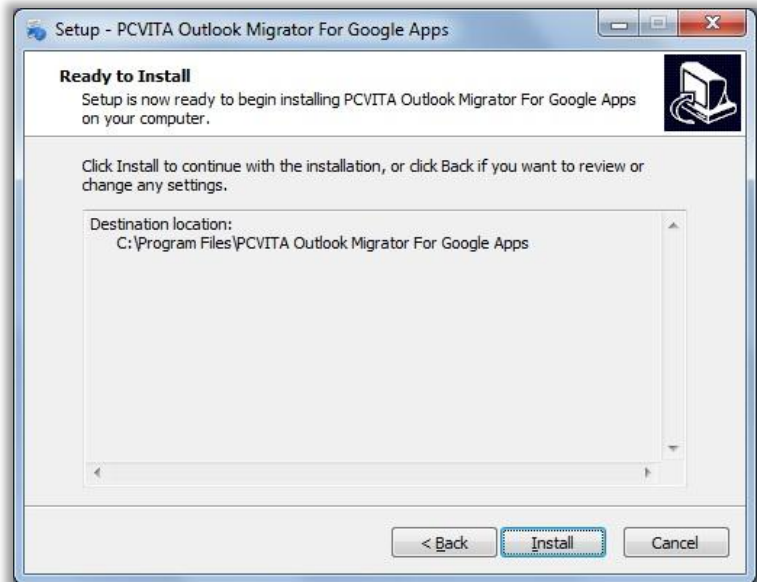 Setup - PCVITA Outlook Migrator For Google Apps
Ready to Install
Setup is now ready to begin installing PCVITA Outlook Migrator For Google Apps
on your computer.
Click Install to continue with the installation, or click Back if you want to review or
change any settings.
Destination location:
C:\Program Files\PCVITA Outlook Migrator For Google Apps
< Back
Install
Cancel